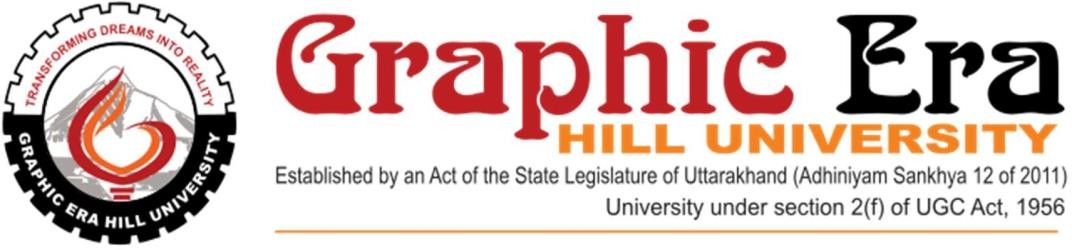 TRANSFORMING DREAMS INTO REALITY
GRAPHIC ERA HILL UNIVERSITY
Graphic Era
HILL UNIVERSITY
Established by an Act of the State Legislature of Uttarakhand (Adhiniyam Sankhya 12 of 2011)
University under section 2(f) of UGC Act, 1956